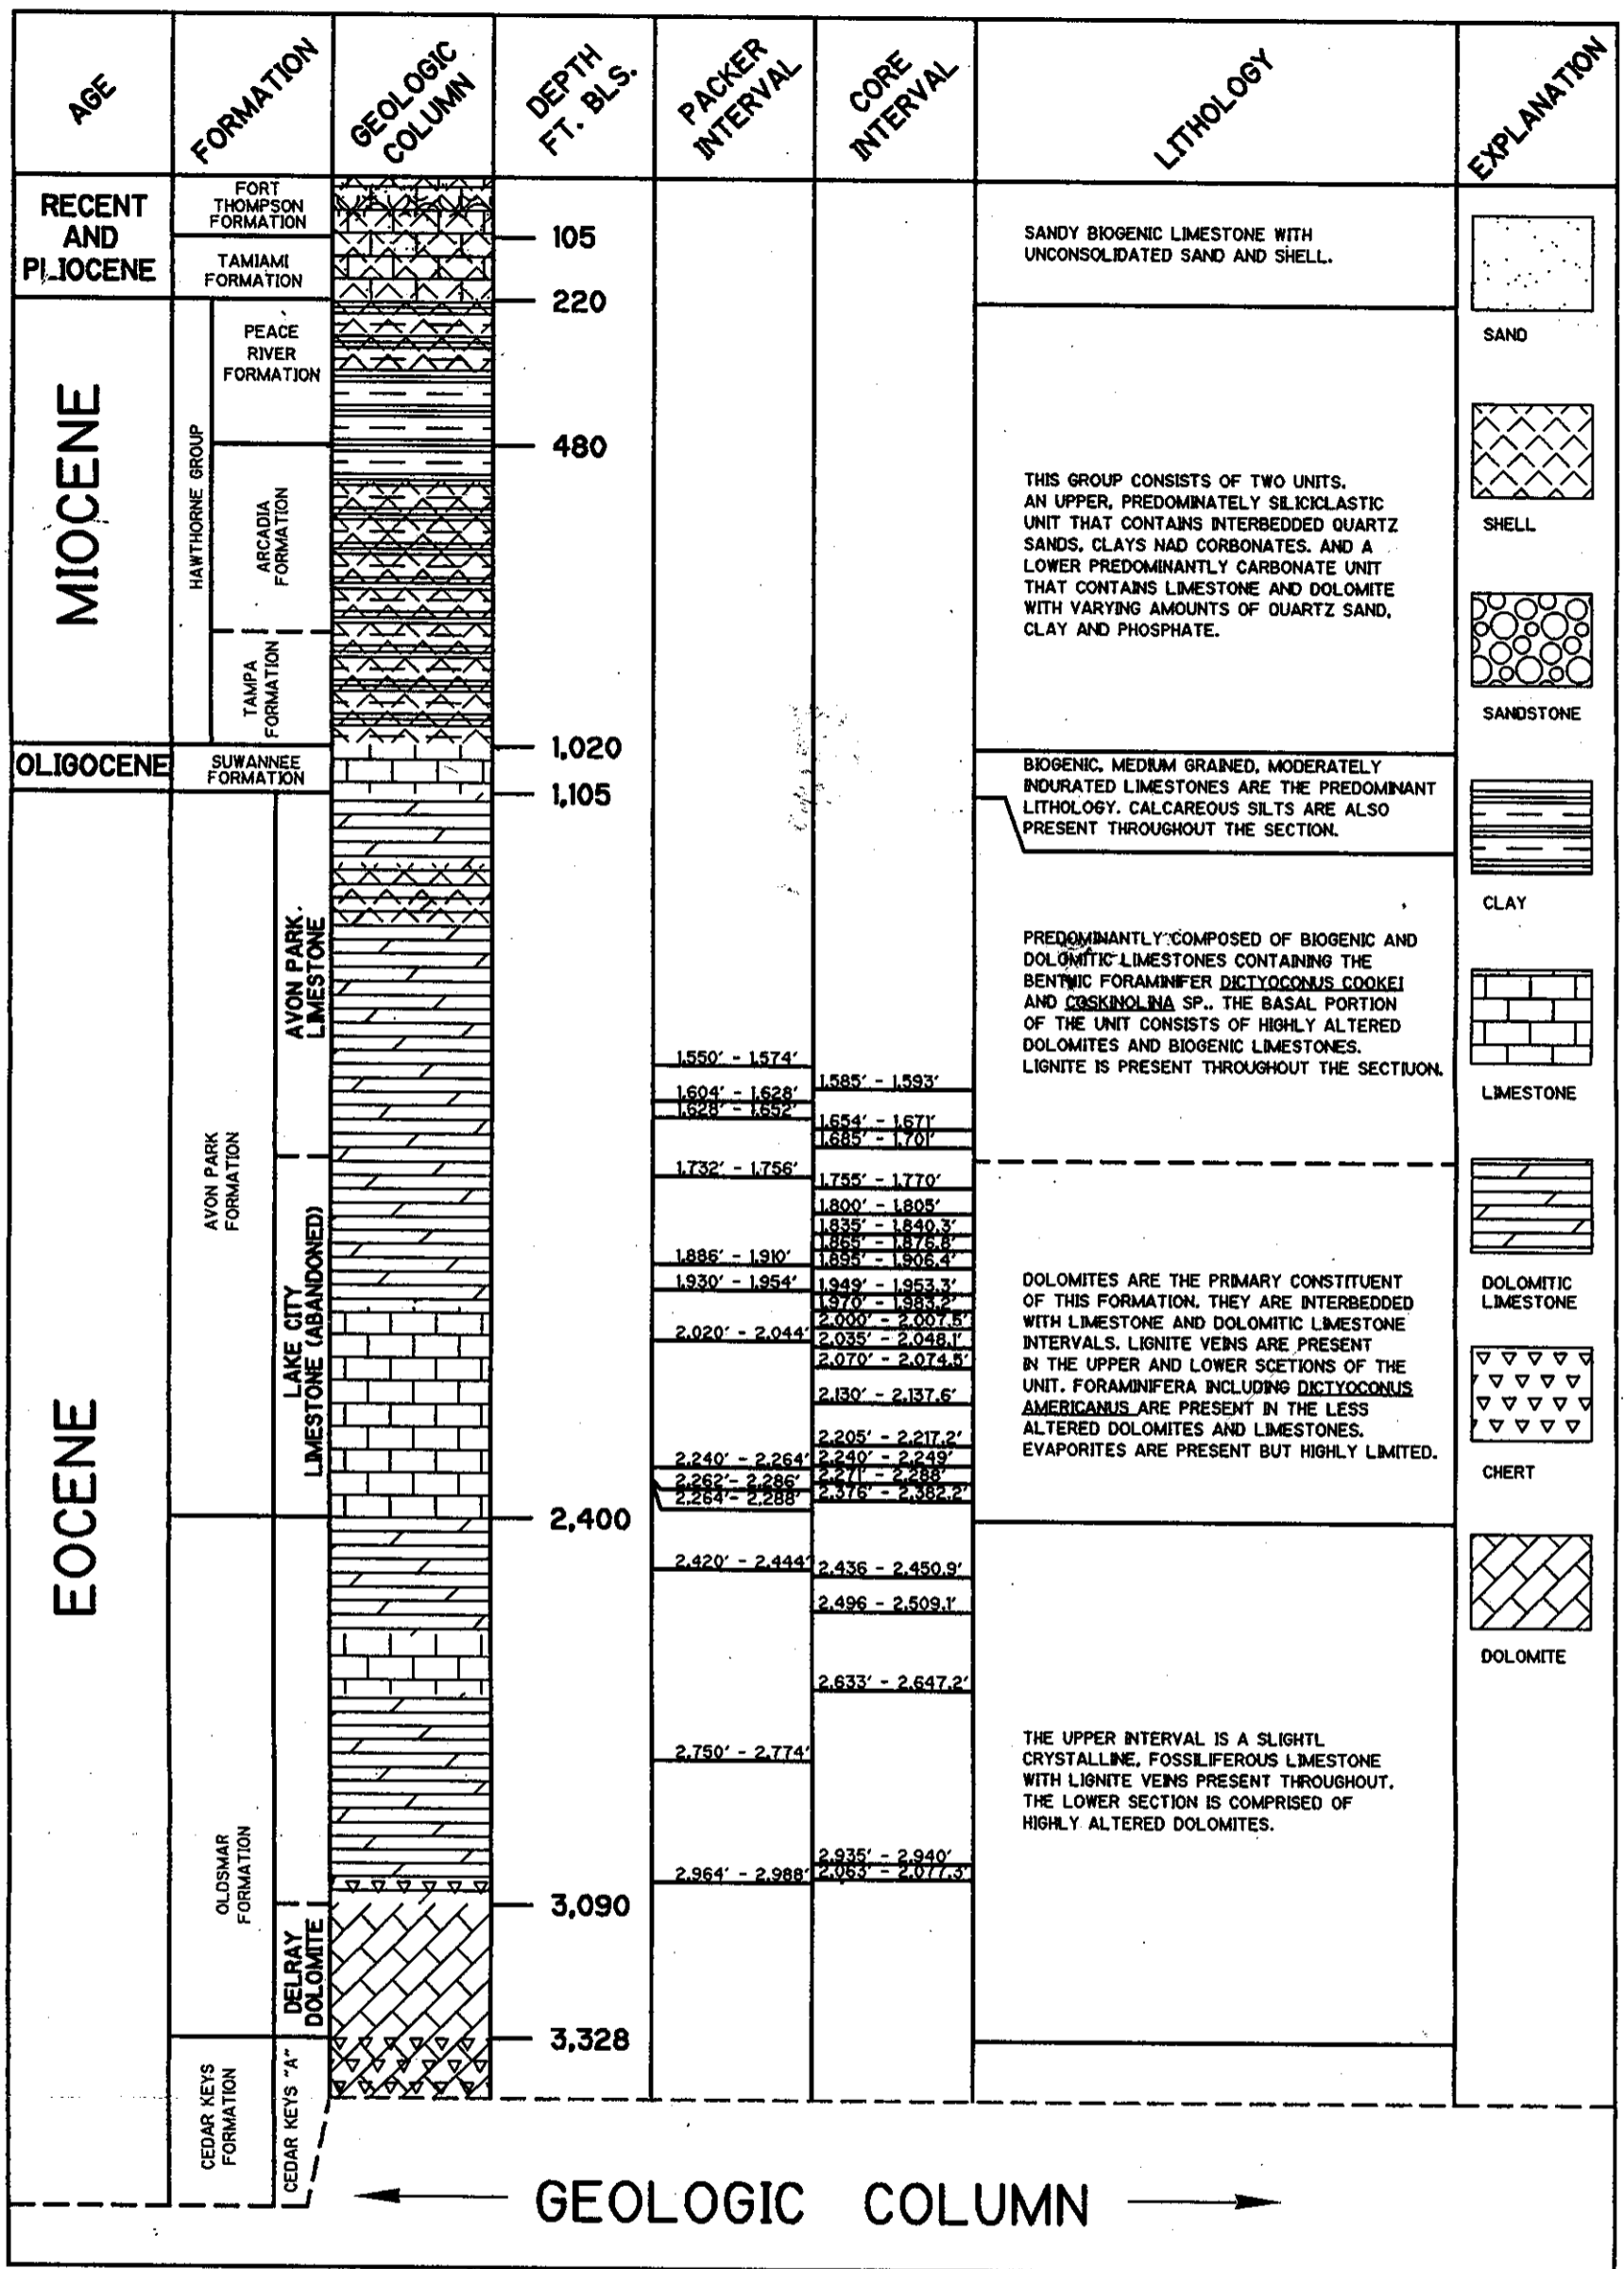 AGE
FORMATION
GEOLOGIC
COLUMN
DEPTH
FT. BLS.
PACKER
INTERVAL
CORE
INTERVAL
LITHOLOGY
EXPLANATION
RECENT
AND
PLIOCENE
FORT
THOMPSON
FORMATION
TAMIAMI
FORMATION
105
220
SANDY BIOGENIC LIMESTONE WITH
UNCONSOLIDATED SAND AND SHELL.
SAND
MIOCENE
HAWTHORNE GROUP
PEACE
RIVER
FORMATION
480
ARCADIA
FORMATION
TAMPA
FORMATION
THIS GROUP CONSISTS OF TWO UNITS.
AN UPPER, PREDOMINATELY SILICICLASTIC
UNIT THAT CONTAINS INTERBEDDED QUARTZ
SANDS, CLAYS NAD CORBONATES. AND A
LOWER PREDOMINANTLY CARBONATE UNIT
THAT CONTAINS LIMESTONE AND DOLOMITE
WITH VARYING AMOUNTS OF QUARTZ SAND,
CLAY AND PHOSPHATE.
SHELL
SANDSTONE
OLIGOCENE
SUWANNEE
FORMATION
1,020
1,105
BIOGENIC, MEDIUM GRAINED, MODERATELY
INDURATED LIMESTONES ARE THE PREDOMINANT
LITHOLOGY. CALCAREOUS SILTS ARE ALSO
PRESENT THROUGHOUT THE SECTION.
CLAY
EOCENE
AVON PARK
FORMATION
AVON PARK
LIMESTONE
PREDOMINANTLY COMPOSED OF BIOGENIC AND
DOLOMITIC LIMESTONES CONTAINING THE
BENTHIC FORAMINIFER DICTYOCONUS COOKEI
AND COSKINOLINA SP.. THE BASAL PORTION
OF THE UNIT CONSISTS OF HIGHLY ALTERED
DOLOMITES AND BIOGENIC LIMESTONES.
LIGNITE IS PRESENT THROUGHOUT THE SECTIUON.
LIMESTONE
1,550' - 1,574'
1,604' - 1,628'
1,628' - 1,652'
1,732' - 1,756'
1,886' - 1,910'
1,930' - 1,954'
2,020' - 2,044'
2,240' - 2,264'
2,262' - 2,286'
2,264' - 2,288'
2,420' - 2,444'
2,750' - 2,774'
2,964' - 2,988'
1,585' - 1,593'
1,654' - 1,671'
1,685' - 1,701'
1,755' - 1,770'
1,800' - 1,805'
1,835' - 1,840.3'
1,865' - 1,876.8'
1,895' - 1,906.4'
1,949' - 1,953.3'
1,970' - 1,983.2'
2,000' - 2,007.5'
2,035' - 2,048.1'
2,070' - 2,074.5'
2,130' - 2,137.6'
2,205' - 2,217.2'
2,240' - 2,249'
2,271' - 2,288'
2,376' - 2,382.2'
2,436 - 2,450.9'
2,496 - 2,509.1'
2,633' - 2,647.2'
2,935' - 2,940'
2,063' - 2,077.3'
LAKE CITY
LIMESTONE (ABANDONED)
DOLOMITES ARE THE PRIMARY CONSTITUENT
OF THIS FORMATION. THEY ARE INTERBEDDED
WITH LIMESTONE AND DOLOMITIC LIMESTONE
INTERVALS. LIGNITE VEINS ARE PRESENT
IN THE UPPER AND LOWER SCETIONS OF THE
UNIT. FORAMINIFERA INCLUDING DICTYOCONUS
AMERICANUS ARE PRESENT IN THE LESS
ALTERED DOLOMITES AND LIMESTONES.
EVAPORITES ARE PRESENT BUT HIGHLY LIMITED.
DOLOMITIC
LIMESTONE
CHERT
2,400
OLDSMAR
FORMATION
DOLOMITE
THE UPPER INTERVAL IS A SLIGHTL
CRYSTALLINE, FOSSILIFEROUS LIMESTONE
WITH LIGNITE VEINS PRESENT THROUGHOUT.
THE LOWER SECTION IS COMPRISED OF
HIGHLY ALTERED DOLOMITES.
3,090
DELRAY
DOLOMITE
3,328
CEDAR KEYS
FORMATION
CEDAR KEYS "A"
GEOLOGIC COLUMN